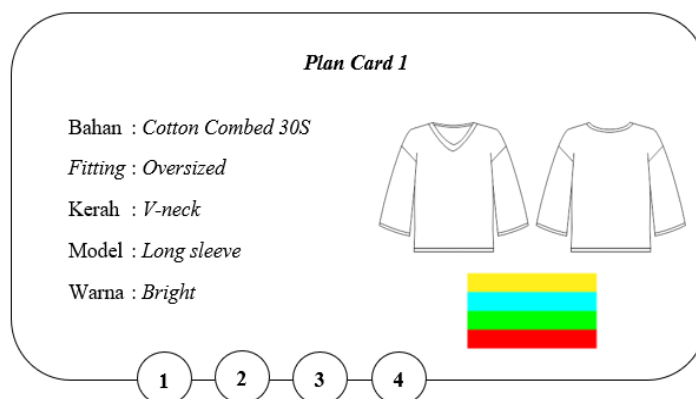 Plan Card 1
Bahan : Cotton Combed 30S
Fitting : Oversized
Kerah : V-neck
Model : Long sleeve
Warna : Bright
1 2 3 4